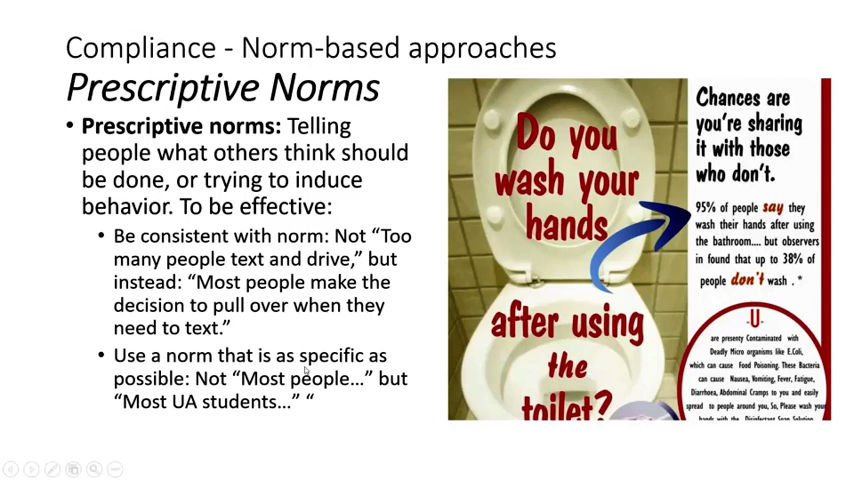 Compliance - Norm-based approaches
Prescriptive Norms
• Prescriptive norms: Telling
people what others think should
be done, or trying to induce
behavior. To be effective:
• Be consistent with norm: Not “Too
many people text and drive,” but
instead: “Most people make the
decision to pull over when they
need to text.”
• Use a norm that is as specific as
possible: Not “Most people…” but
“Most UA students…” “
Do you
wash your
hands
after using
the
toilet?
Chances are
you're sharing
it with those
who don't.
95% of people say they
wash their hands after using
the bathroom.... but observers
in found that up to 38% of
people don't wash . *
-U-
are presenty Contaminated with
Deadly Micro organisms like E.Coli,
which can cause Food Poisoning. These Bacteria
can cause Nausea, Vomiting, Fever, Fatigue,
Diarrhoea, Abdominal Cramps to you and easily
spread to people around you, So, Please wash your
hands with the Disinfectant Soap Solution